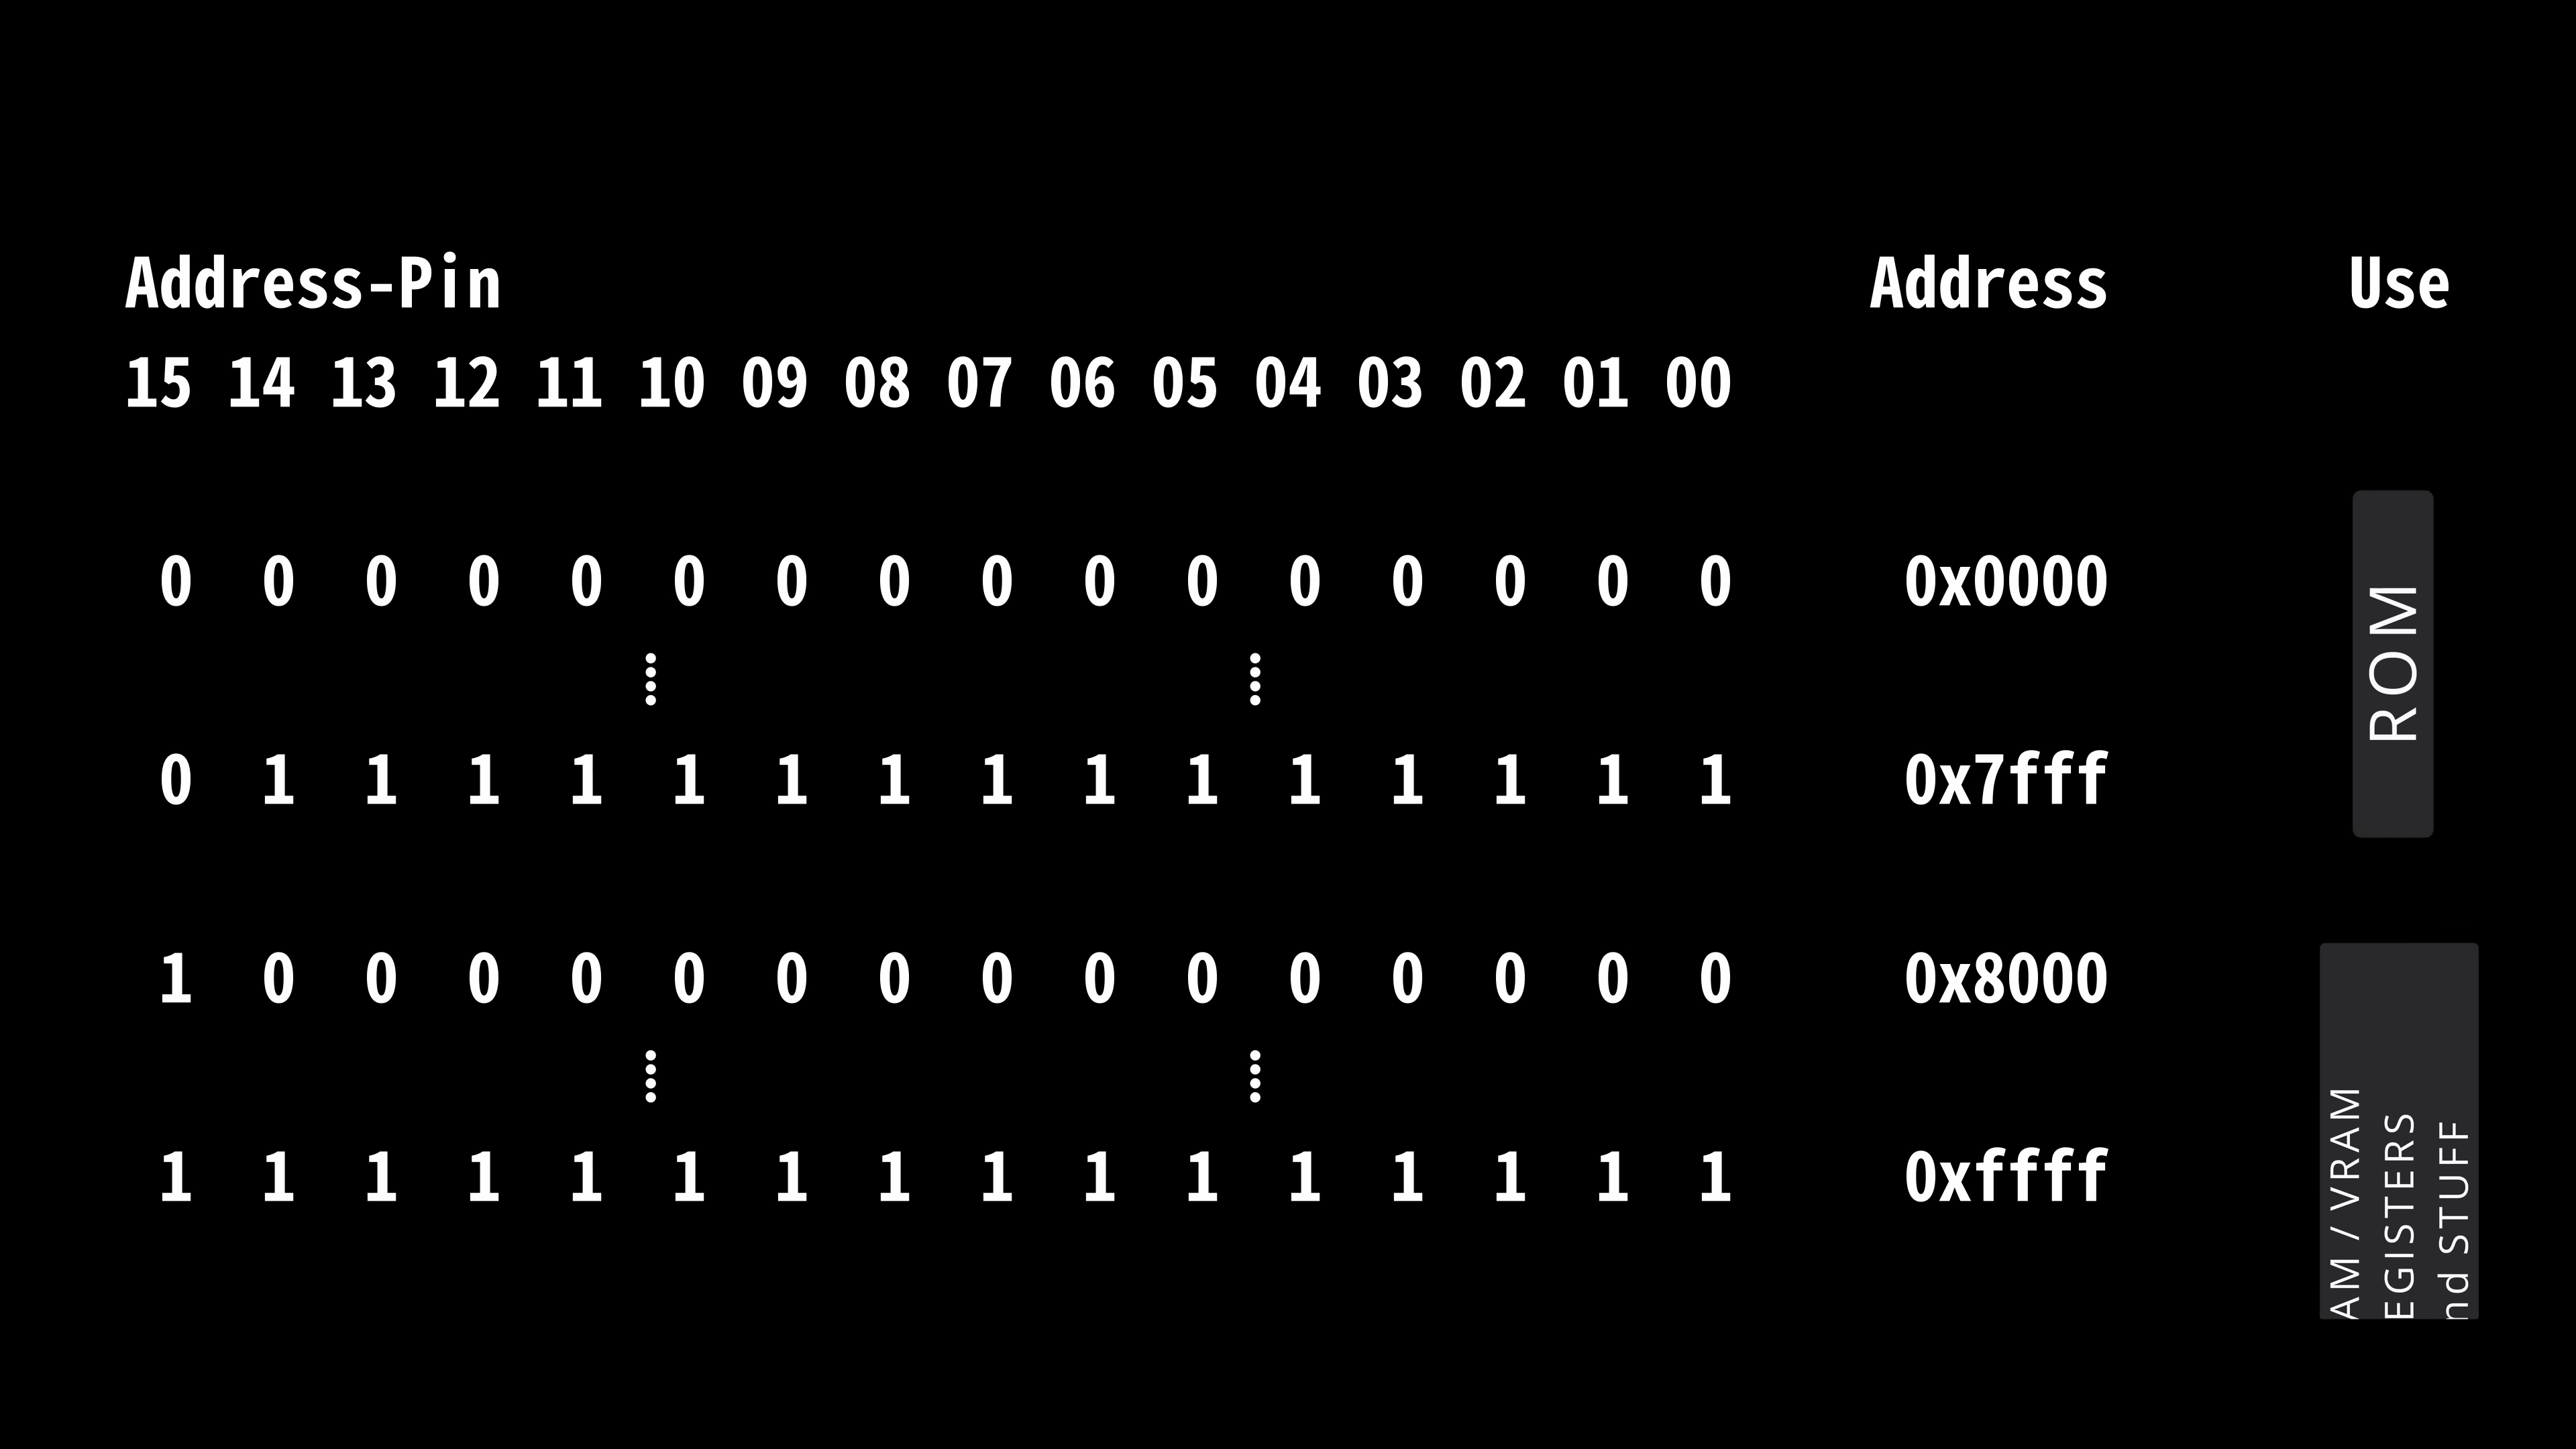 Address-Pin Address Use
15 14 13 12 11 10 09 08 07 06 05 04 03 02 01 00
0 0 0 0 0 0 0 0 0 0 0 0 0 0 0 0 0x0000
0 1 1 1 1 1 1 1 1 1 1 1 1 1 1 1 0x7fff
ROM
1 0 0 0 0 0 0 0 0 0 0 0 0 0 0 0 0x8000
1 1 1 1 1 1 1 1 1 1 1 1 1 1 1 1 0xffff
AM / VRAM
EGISTERS
nd STUFF